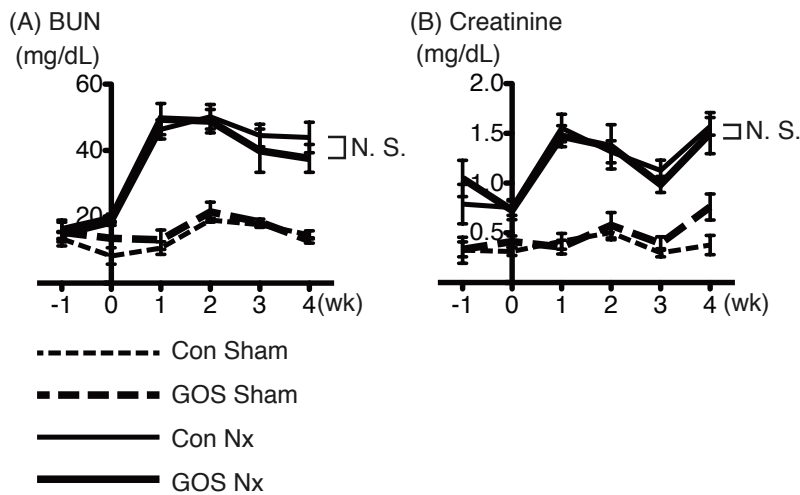 (A) BUN
(mg/dL)
60
40
20
-1 0 1 2 3 4 (wk)
N. S.
(B) Creatinine
(mg/dL)
2.0
1.5
1.0
0.5
-1 0 1 2 3 4 (wk)
N. S.
Con Sham
GOS Sham
Con Nx
GOS Nx